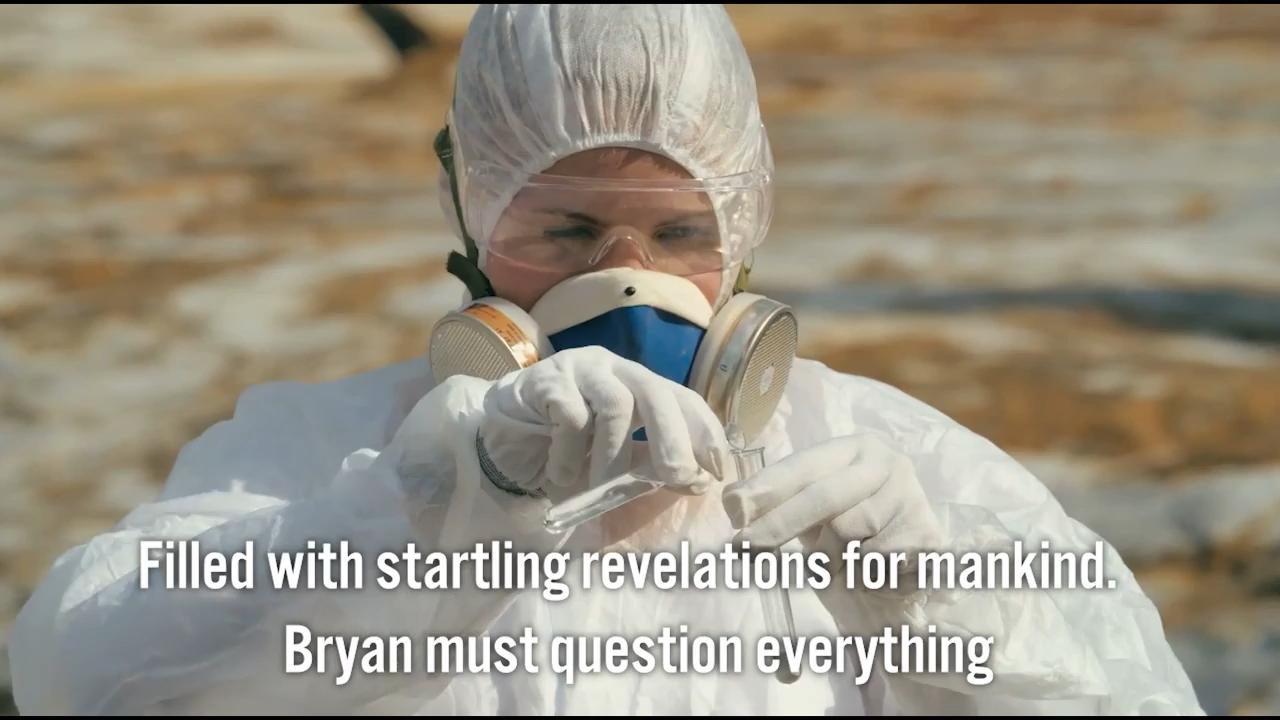 Filled with startling revelations for mankind.
Bryan must question everything